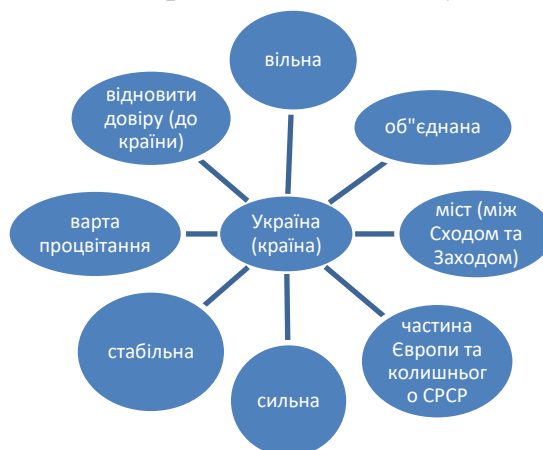 вільна
об"єднана
міст (між
Сходом та
Заходом)
частина
Європи та
колишньог
о СРСР
сильна
стабільна
варта
процвітання
відновити
довіру (до
країни)
Україна
(країна)